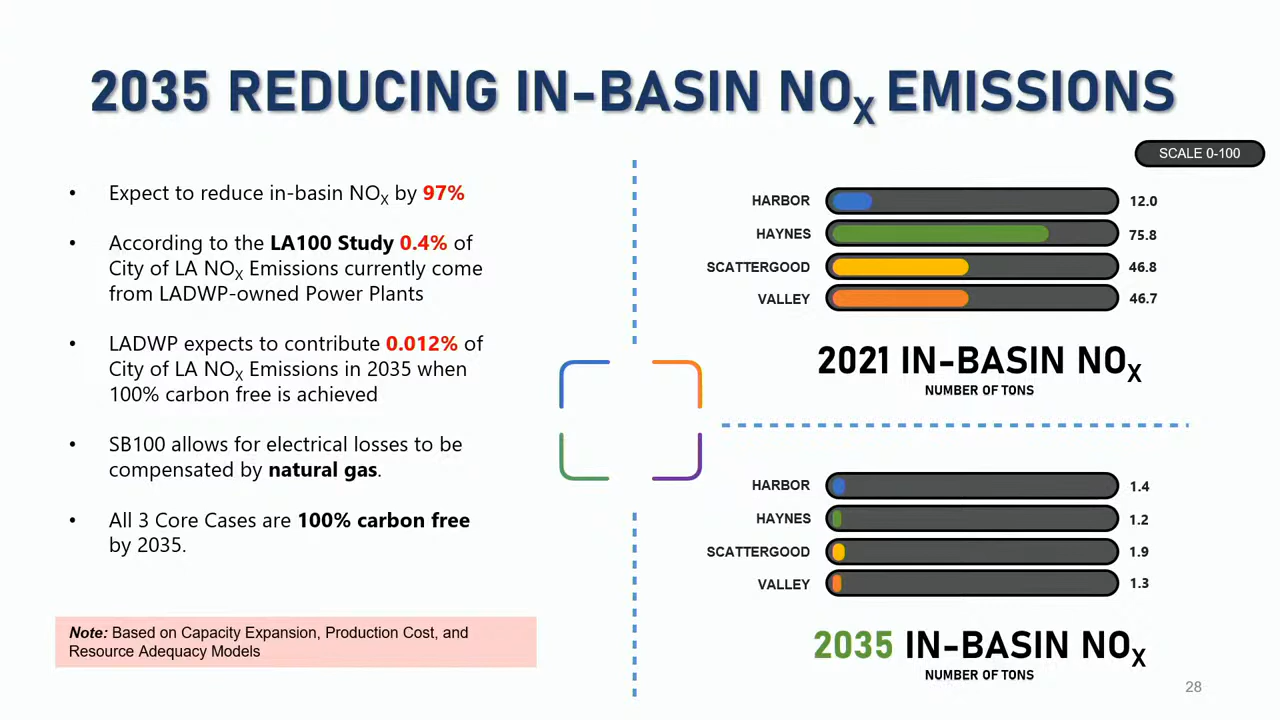 2035 REDUCING IN-BASIN NOX EMISSIONS
• Expect to reduce in-basin NOX by 97%
• According to the LA100 Study 0.4% of
City of LA NOX Emissions currently come
from LADWP-owned Power Plants
• LADWP expects to contribute 0.012% of
City of LA NOX Emissions in 2035 when
100% carbon free is achieved
• SB100 allows for electrical losses to be
compensated by natural gas.
• All 3 Core Cases are 100% carbon free
by 2035.
Note: Based on Capacity Expansion, Production Cost, and
Resource Adequacy Models
SCALE 0-100
HARBOR 12.0
HAYNES 75.8
SCATTERGOOD 46.8
VALLEY 46.7
2021 IN-BASIN NOX
NUMBER OF TONS
HARBOR 1.4
HAYNES 1.2
SCATTERGOOD 1.9
VALLEY 1.3
2035 IN-BASIN NOX
NUMBER OF TONS
28